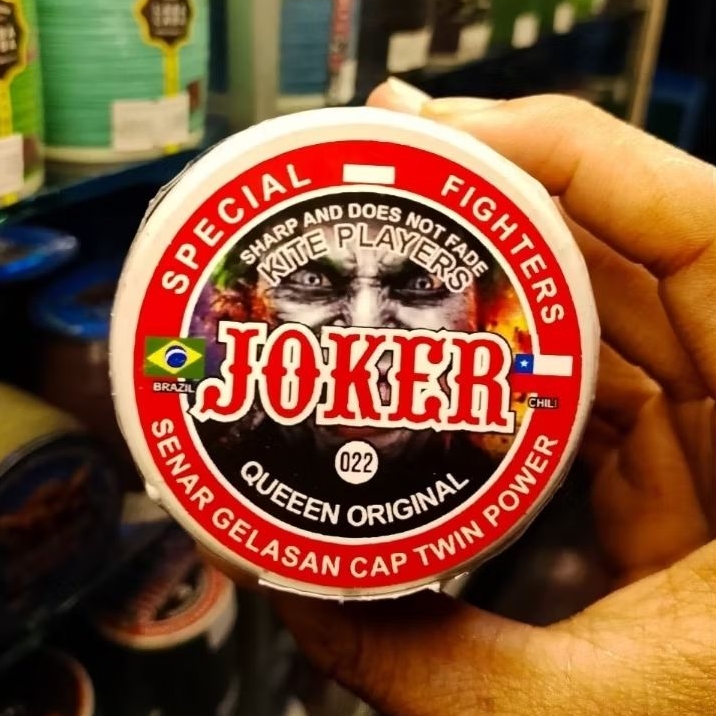 SPECIAL FIGHTERS
SHARP AND DOES NOT FADE
KITE PLAYERS
JOKER
BRAZIL
CHILI
022
QUEEEN ORIGINAL
SENAR GELASAN CAP TWIN POWER